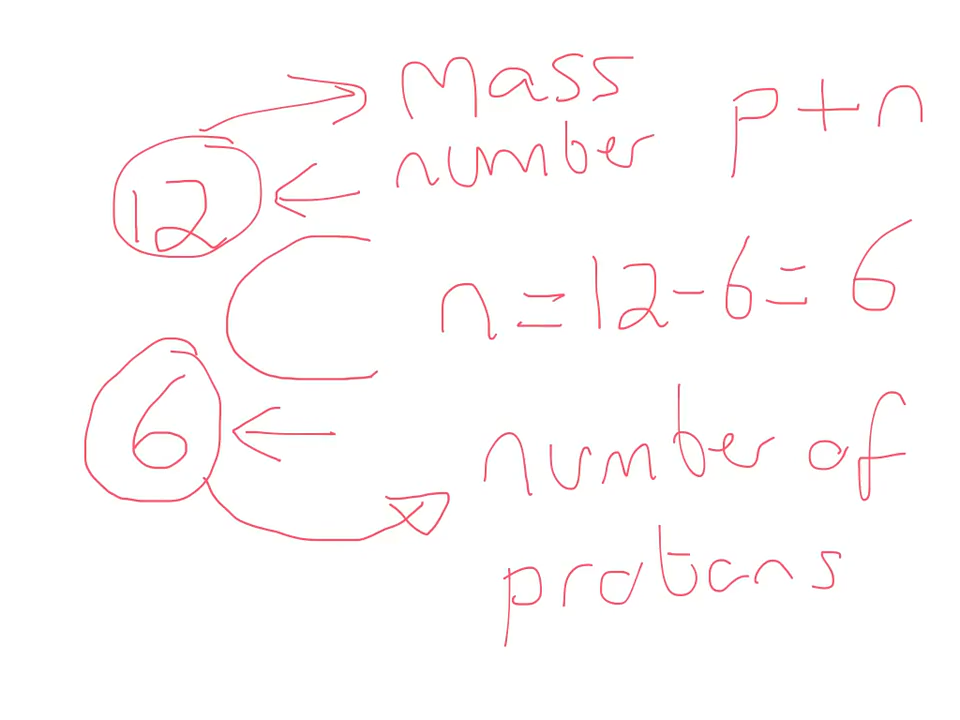 Mass
number p+n
12
C n=12-6=6
6
number of
protons